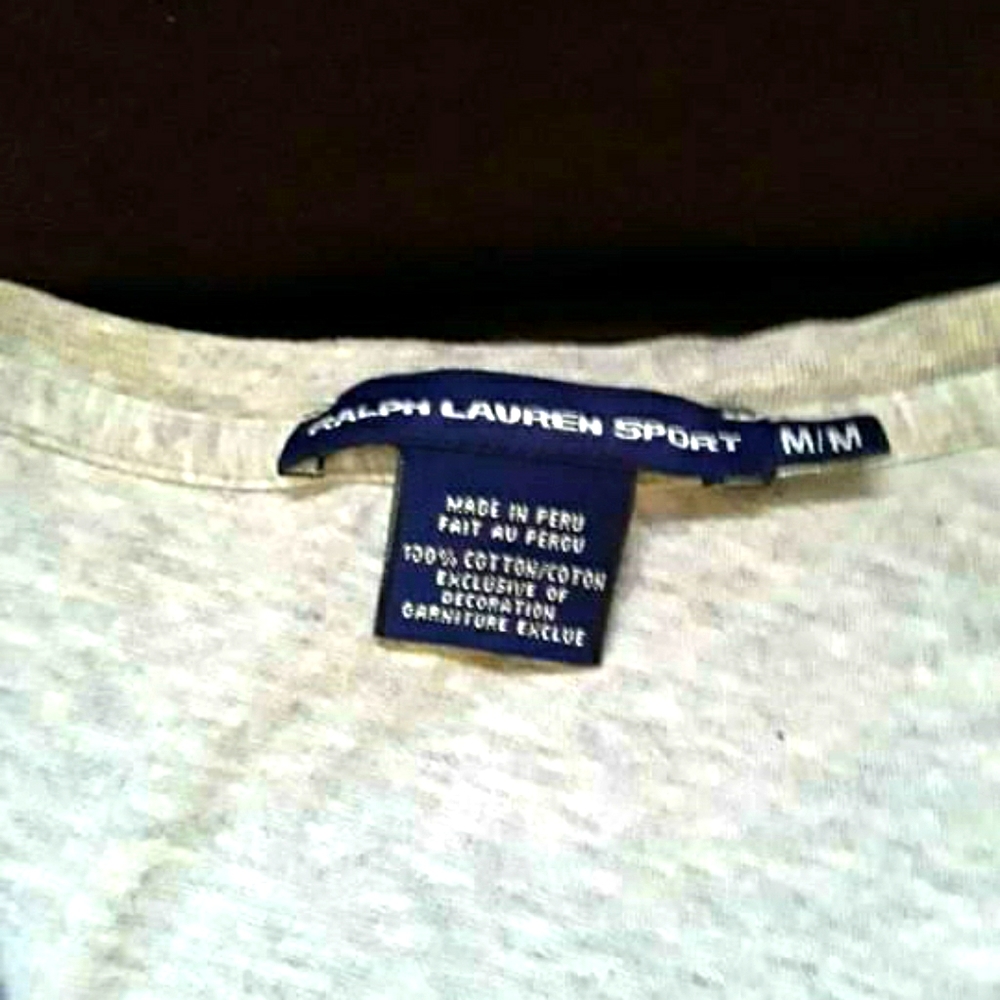 RALPH LAUREN SPORT
M/M
MADE IN PERU
FAIT AU PEROU
100% COTTON/COTON
EXCLUSIVE OF
DECORATION
GARNITURE EXCLUE